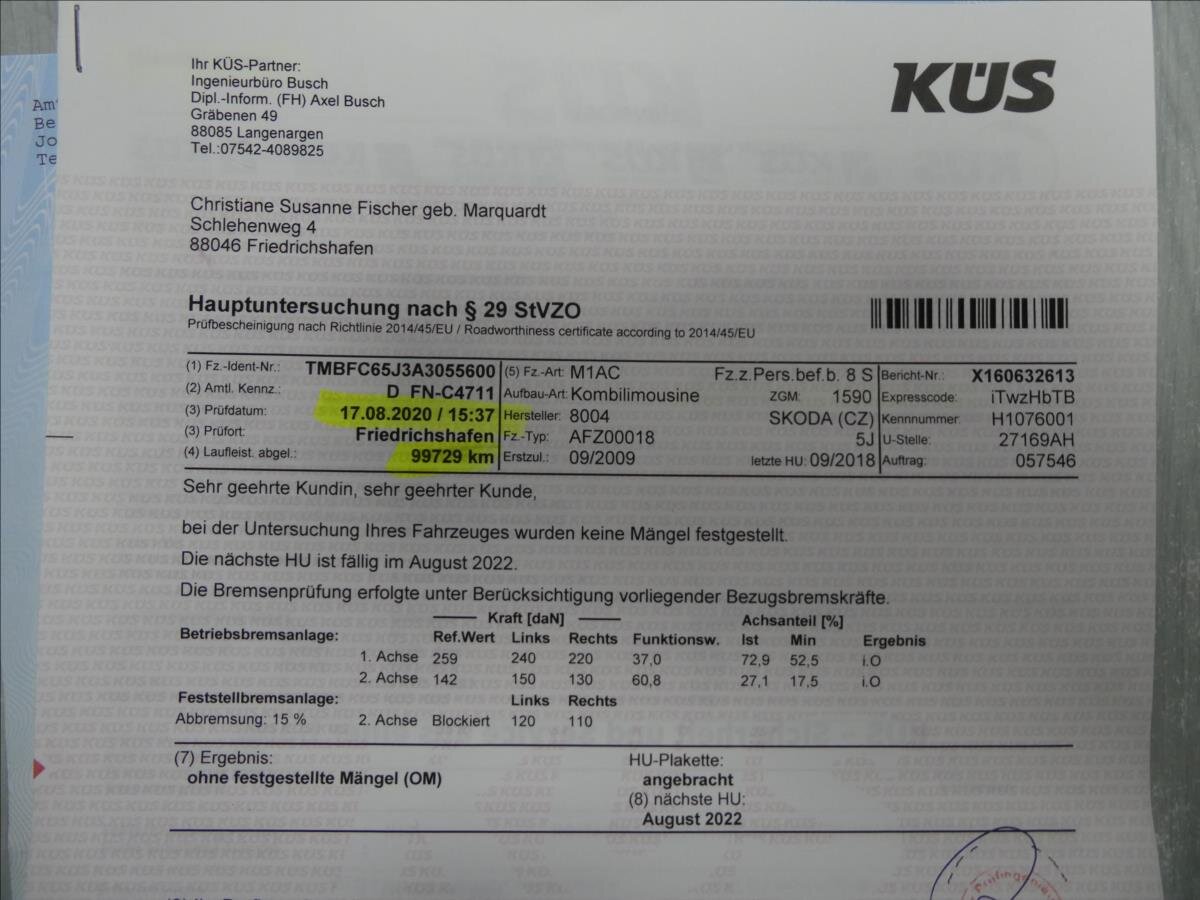 Ihr KÜS-Partner:
Ingenieurbüro Busch
Dipl.-Inform. (FH) Axel Busch
Gräbenen 49
88085 Langenargen
Tel.:07542-4089825
KÜS
Am
Be
Jo
Te
Christiane Susanne Fischer geb. Marquardt
Schlehenweg 4
88046 Friedrichshafen
Hauptuntersuchung nach § 29 StVZO
Prüfbescheinigung nach Richtlinie 2014/45/EU / Roadworthiness certificate according to 2014/45/EU
(1) Fz.-Ident-Nr.: TMBFC65J3A3055600 (5) Fz.-Art: M1AC Fz.z.Pers.bef.b. 8 S Bericht-Nr.: X160632613
(2) Amtl. Kennz.: D FN-C4711 Aufbau-Art: Kombilimousine ZGM: 1590 Expresscode: iTwzHbTB
(3) Prüfdatum: 17.08.2020 / 15:37 Hersteller: 8004 SKODA (CZ) Kennnummer: H1076001
(3) Prüfort: Friedrichshafen Fz.-Typ: AFZ00018 5J U-Stelle: 27169AH
(4) Laufleist. abgel.: 99729 km Erstzul.: 09/2009 letzte HU: 09/2018 Auftrag: 057546
Sehr geehrte Kundin, sehr geehrter Kunde,
bei der Untersuchung Ihres Fahrzeuges wurden keine Mängel festgestellt.
Die nächste HU ist fällig im August 2022.
Die Bremsenprüfung erfolgte unter Berücksichtigung vorliegender Bezugsbremskräfte.
Kraft [daN] Achsanteil [%]
Betriebsbremsanlage: Ref.Wert Links Rechts Funktionsw. Ist Min Ergebnis
1. Achse 259 240 220 37,0 72,9 52,5 i.O
2. Achse 142 150 130 60,8 27,1 17,5 i.O
Feststellbremsanlage: Links Rechts
Abbremsung: 15 % 2. Achse Blockiert 120 110
(7) Ergebnis: HU-Plakette:
ohne festgestellte Mängel (OM) angebracht
(8) nächste HU:
August 2022